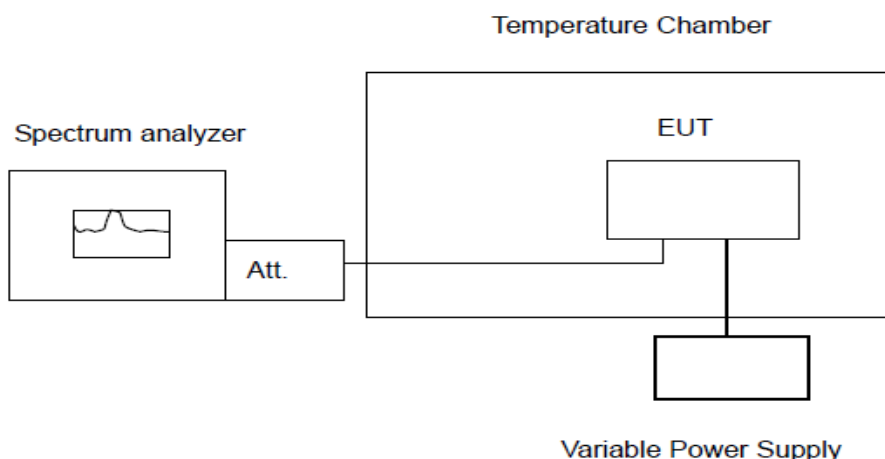 Temperature Chamber
Spectrum analyzer
EUT
Att.
Variable Power Supply